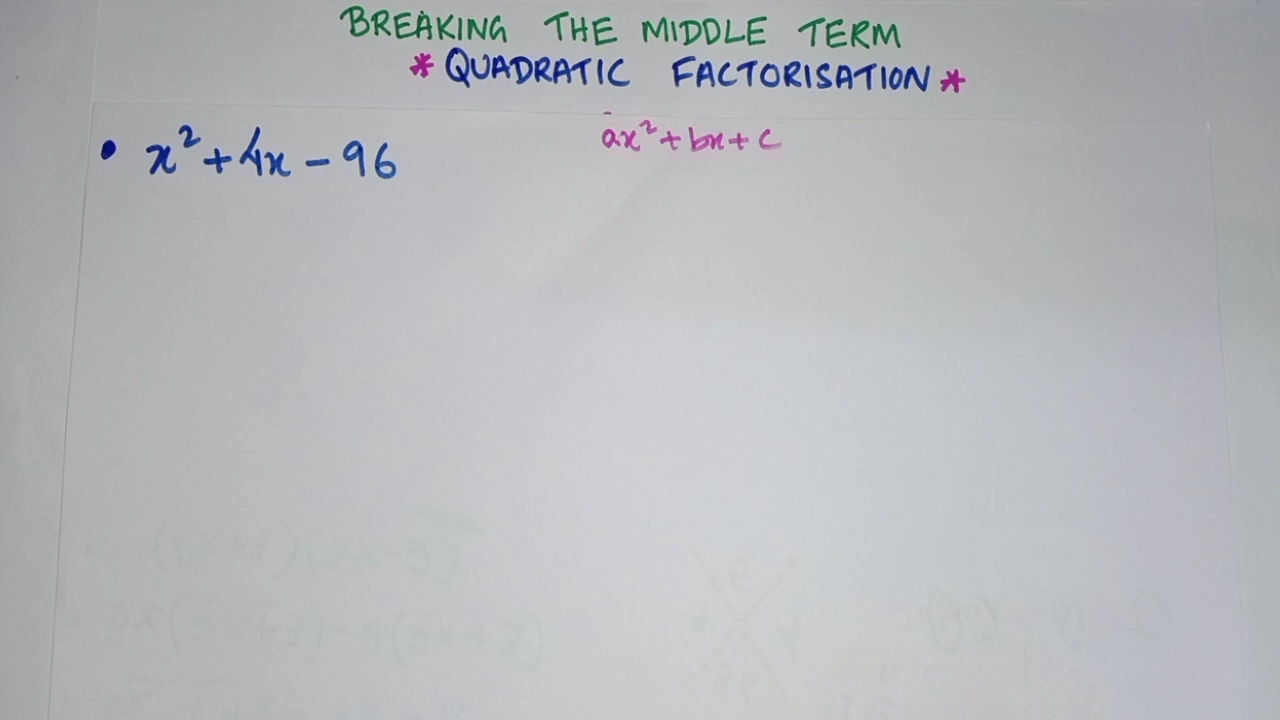 BREAKING THE MIDDLE TERM
* QUADRATIC FACTORISATION *
ax² + bx + c
• x² + 4x - 96